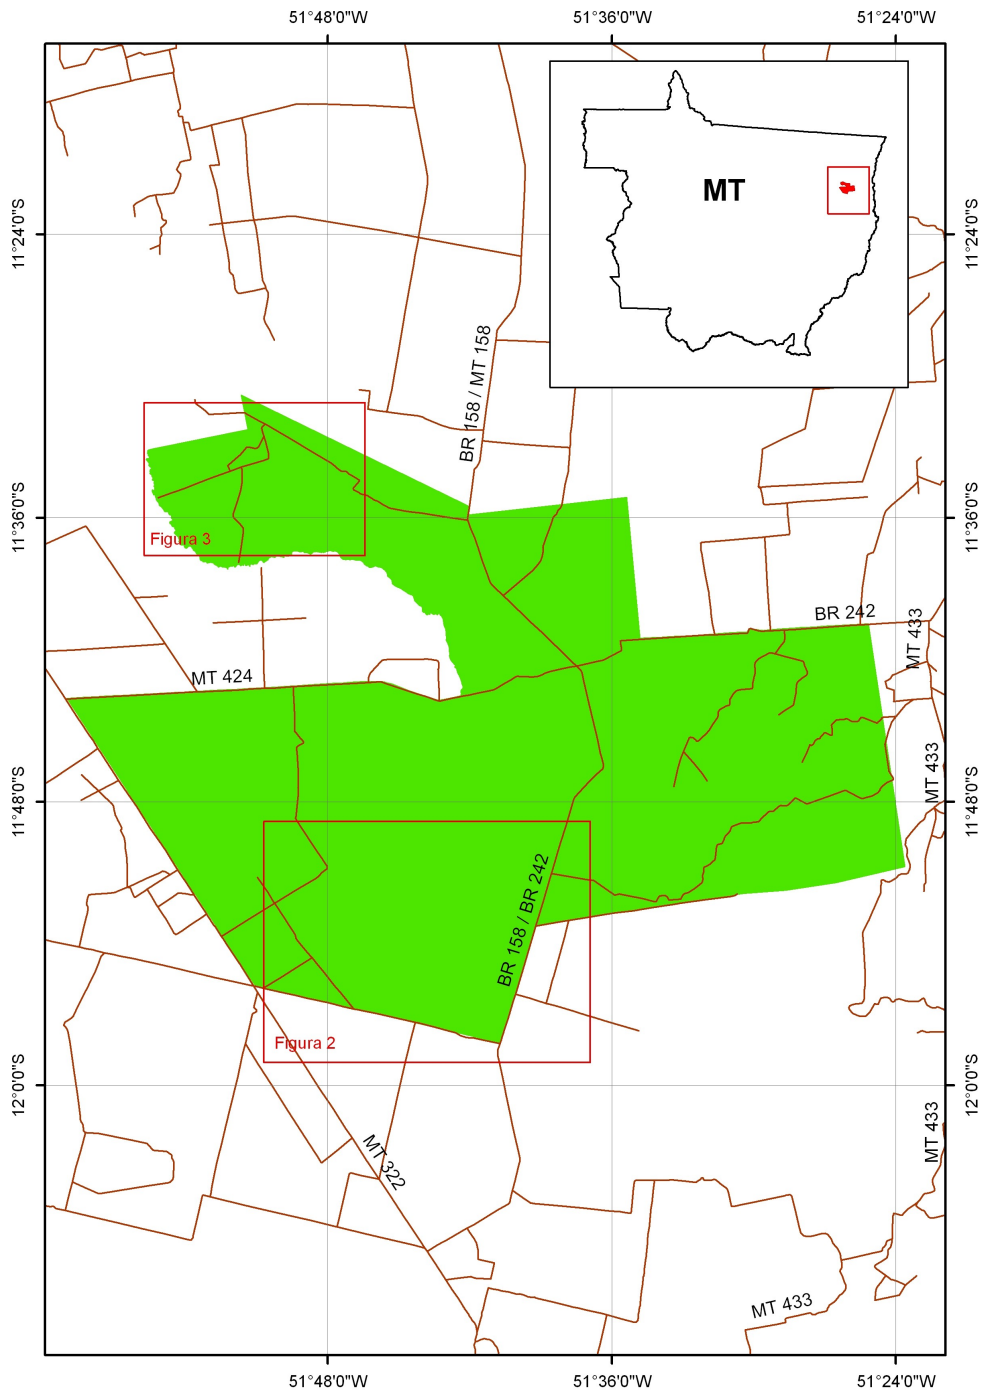 51°48'0"W
51°36'0"W
51°24'0"W
MT
11°24'0"S
11°24'0"S
BR 158 / MT 158
11°36'0"S
11°36'0"S
Figura 3
BR 242
MT 433
MT 424
MT 433
11°48'0"S
11°48'0"S
BR 158 / BR 242
Figura 2
12°0'0"S
12°0'0"S
MT 433
MT 322
MT 433
51°48'0"W
51°36'0"W
51°24'0"W